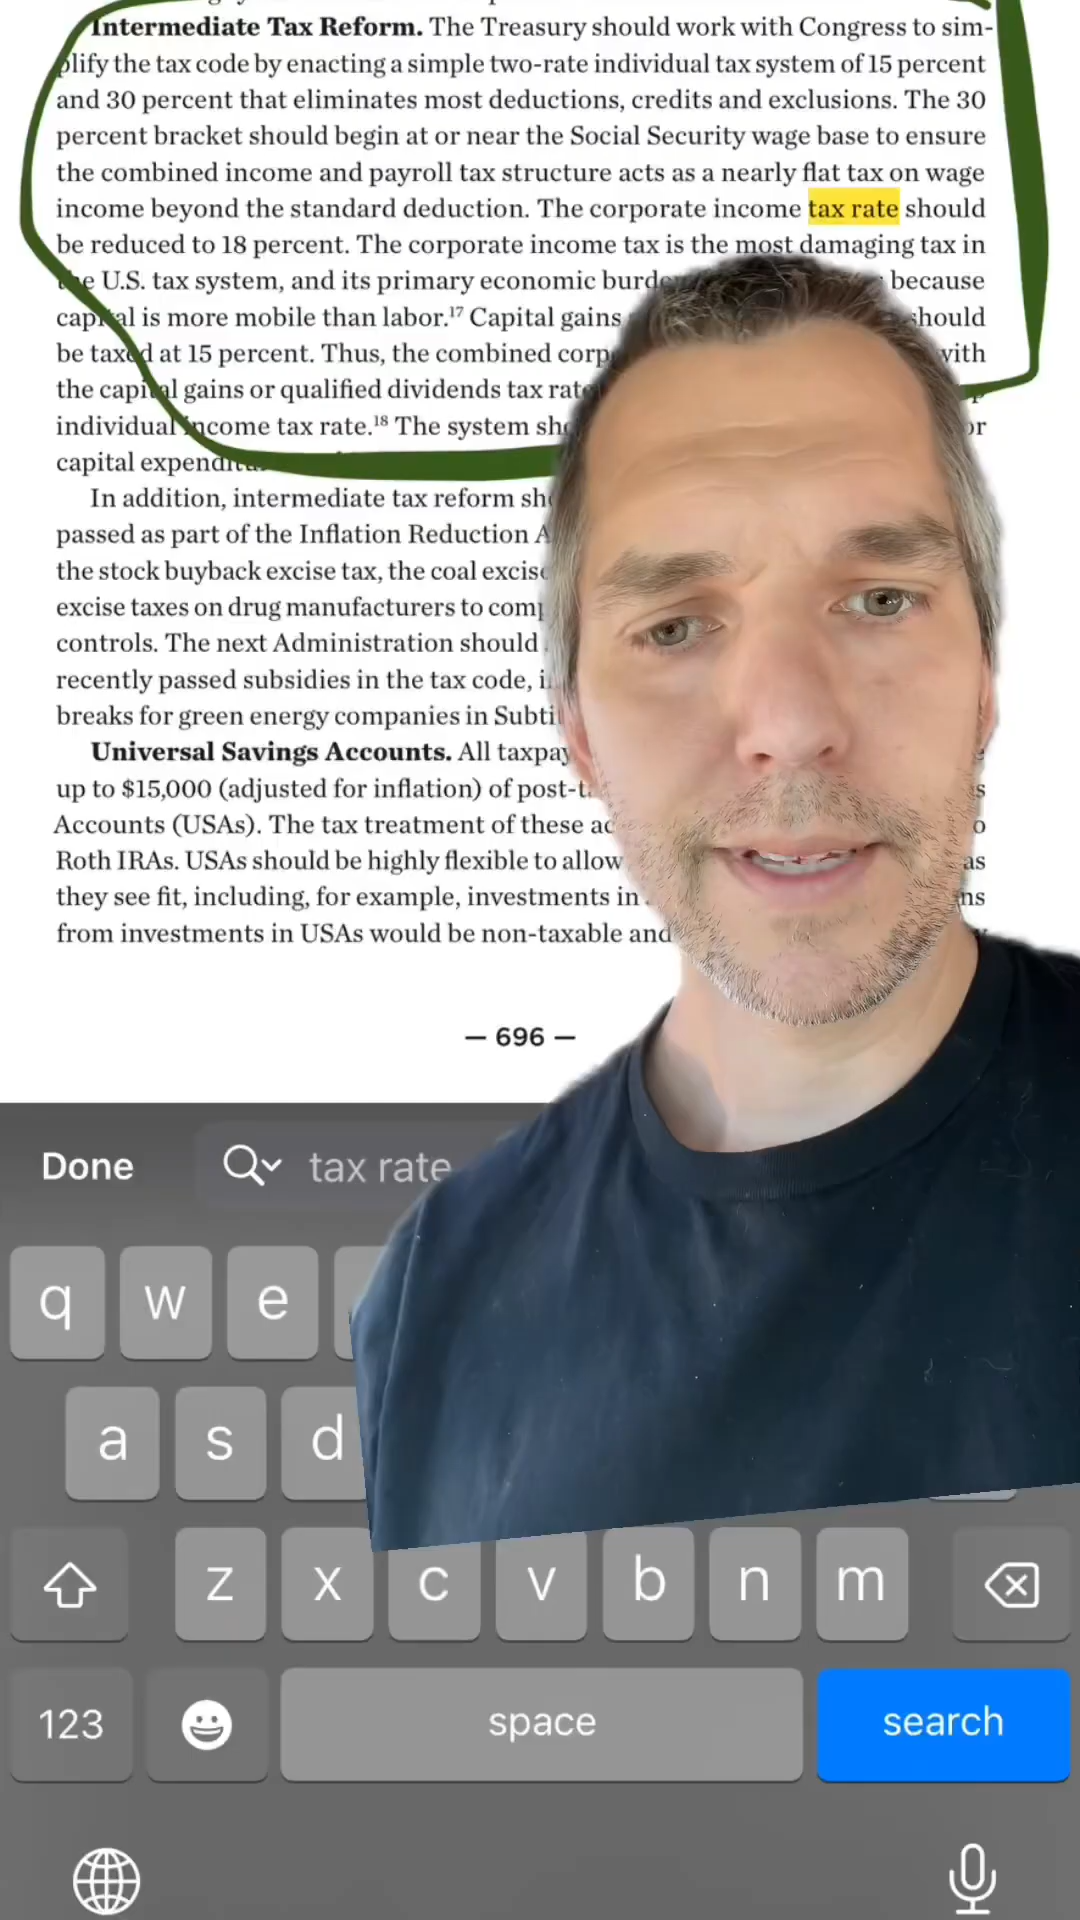 Intermediate Tax Reform. The Treasury should work with Congress to sim-
plify the tax code by enacting a simple two-rate individual tax system of 15 percent
and 30 percent that eliminates most deductions, credits and exclusions. The 30
percent bracket should begin at or near the Social Security wage base to ensure
the combined income and payroll tax structure acts as a nearly flat tax on wage
income beyond the standard deduction. The corporate income tax rate should
be reduced to 18 percent. The corporate income tax is the most damaging tax in
the U.S. tax system, and its primary economic because
capital is more mobile than labor.¹⁷ Capital gains should
be taxed at 15 percent. Thus, the combined with
the capital gains or qualified dividends tax
individual income tax rate.¹⁸ The system or
capital
In addition, intermediate tax reform
passed as part of the Inflation Reduction
the stock buyback excise tax, the coal
excise taxes on drug manufacturers to
controls. The next Administration should
recently passed subsidies in the tax code,
breaks for green energy companies in
Universal Savings Accounts. All
up to $15,000 (adjusted for inflation) of
Accounts (USAs). The tax treatment of these
Roth IRAs. USAs should be highly flexible to allow as
they see fit, including, for example, investments in
from investments in USAs would be non-taxable and
— 696 —
Done tax rate
q w e
a s d
z x c v b n m
123 space search